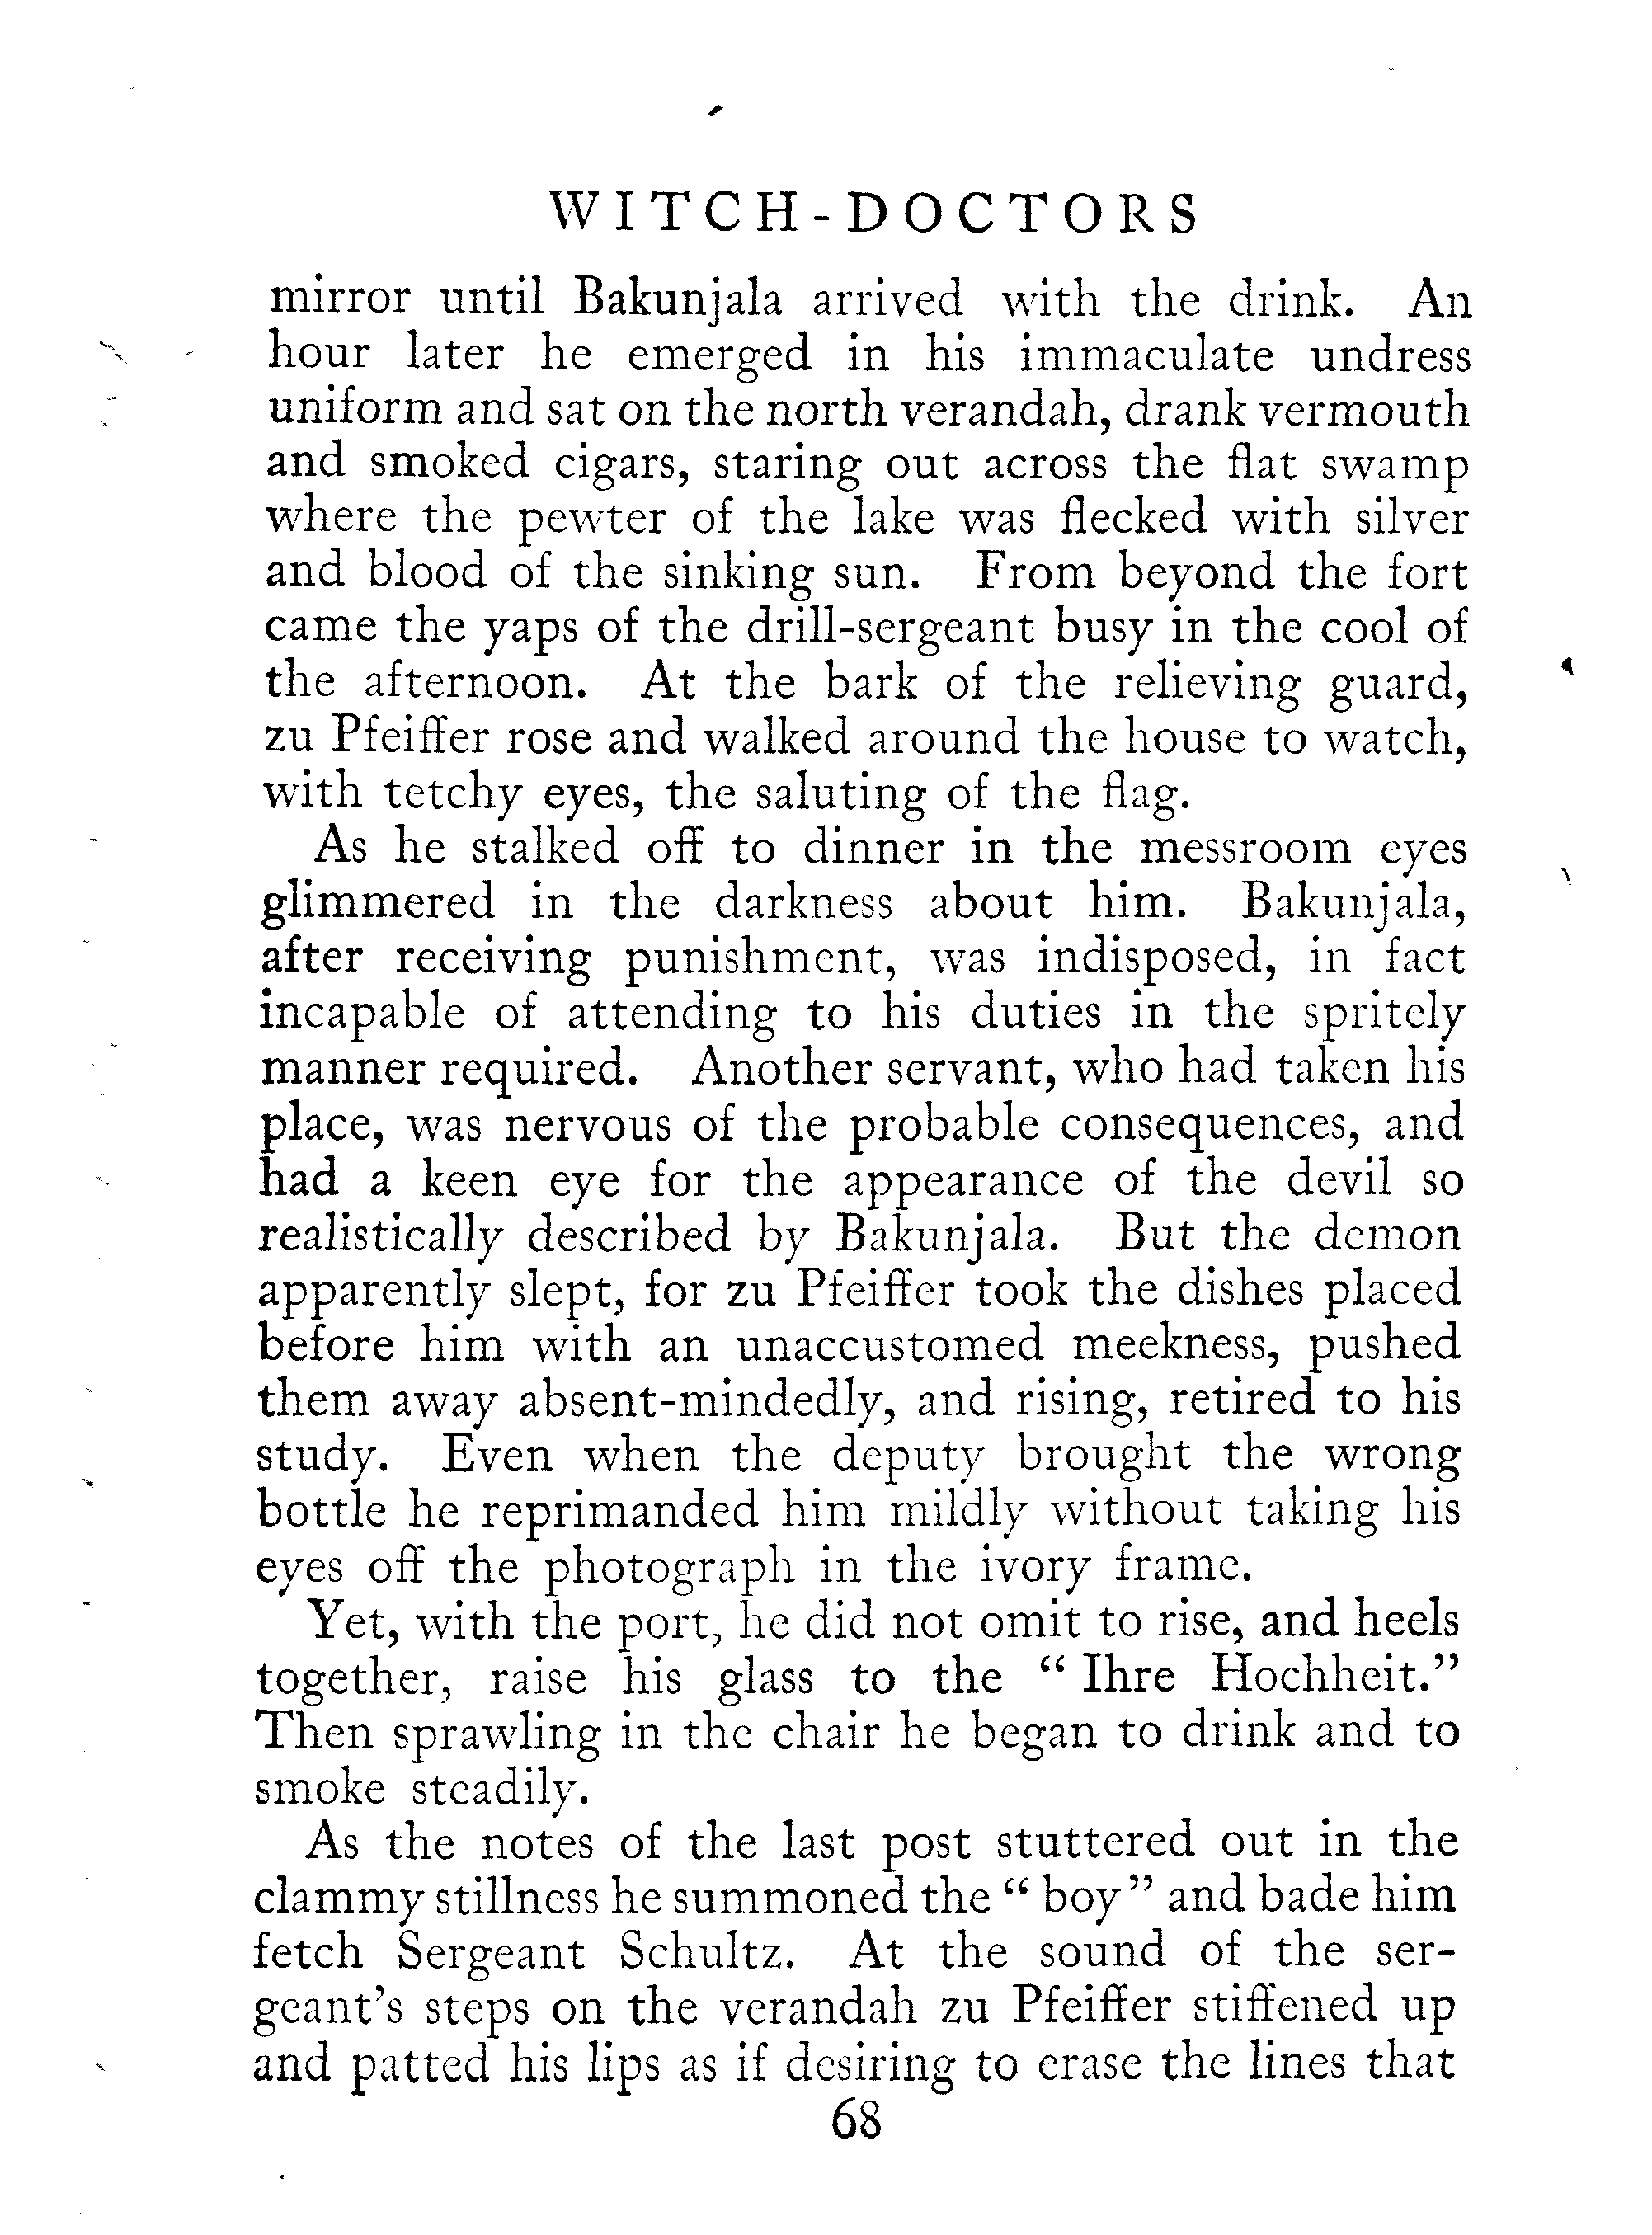 WITCH-DOCTORS
mirror until Bakunjala arrived with the drink. An
hour later he emerged in his immaculate undress
uniform and sat on the north verandah, drank vermouth
and smoked cigars, staring out across the flat swamp
where the pewter of the lake was flecked with silver
and blood of the sinking sun. From beyond the fort
came the yaps of the drill-sergeant busy in the cool of
the afternoon. At the bark of the relieving guard,
zu Pfeiffer rose and walked around the house to watch,
with tetchy eyes, the saluting of the flag.
As he stalked off to dinner in the messroom eyes
glimmered in the darkness about him. Bakunjala,
after receiving punishment, was indisposed, in fact
incapable of attending to his duties in the spritely
manner required. Another servant, who had taken his
place, was nervous of the probable consequences, and
had a keen eye for the appearance of the devil so
realistically described by Bakunjala. But the demon
apparently slept, for zu Pfeiffer took the dishes placed
before him with an unaccustomed meekness, pushed
them away absent-mindedly, and rising, retired to his
study. Even when the deputy brought the wrong
bottle he reprimanded him mildly without taking his
eyes off the photograph in the ivory frame.
Yet, with the port, he did not omit to rise, and heels
together, raise his glass to the " Ihre Hochheit."
Then sprawling in the chair he began to drink and to
smoke steadily.
As the notes of the last post stuttered out in the
clammy stillness he summoned the " boy" and bade him
fetch Sergeant Schultz. At the sound of the ser-
geant's steps on the verandah zu Pfeiffer stiffened up
and patted his lips as if desiring to erase the lines that
68